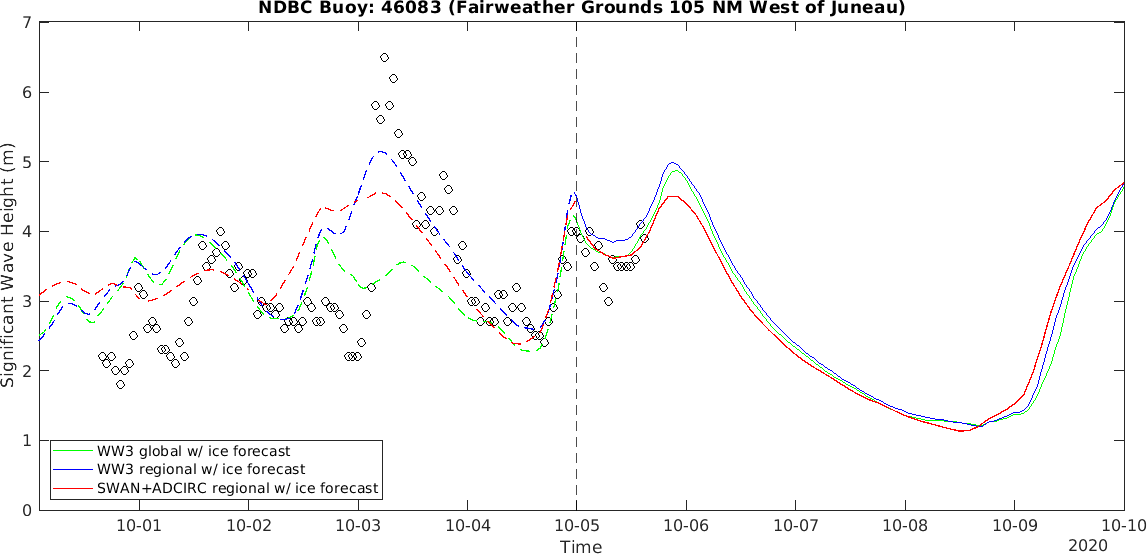 NDBC Buoy: 46083 (Fairweather Grounds 105 NM West of Juneau)
7
6
5
4
3
2
1
0
Significant Wave Height (m)
WW3 global w/ ice forecast
WW3 regional w/ ice forecast
SWAN+ADCIRC regional w/ ice forecast
10-01 10-02 10-03 10-04 10-05 10-06 10-07 10-08 10-09 10-10
Time
2020